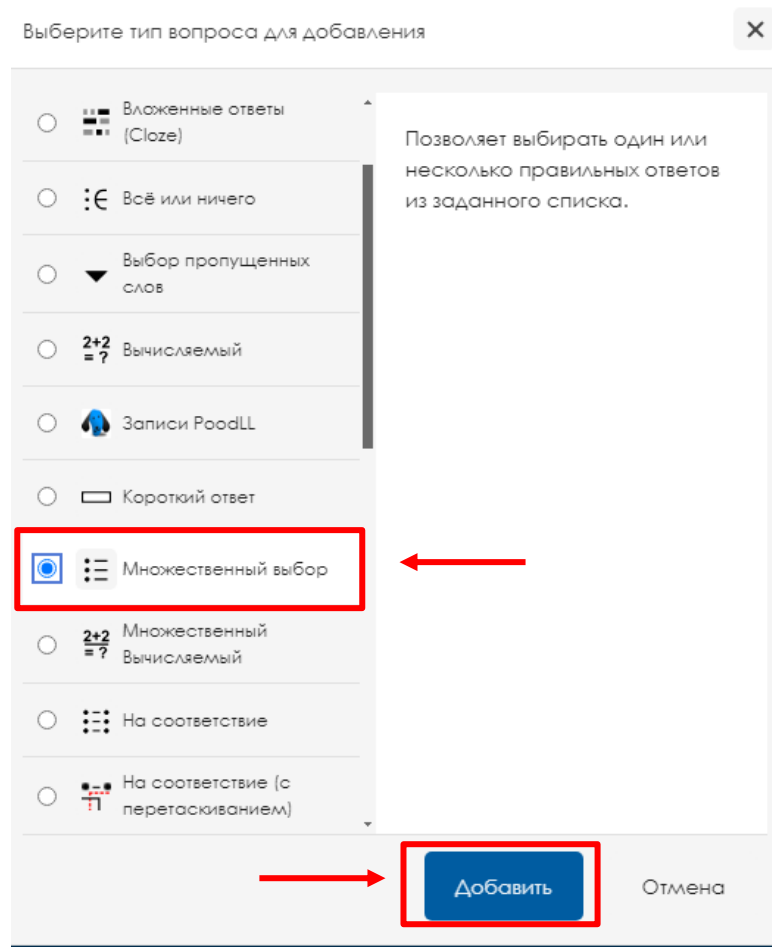 Выберите тип вопроса для добавления
Вложенные ответы
(Cloze)
Всё или ничего
Выбор пропущенных
слов
2+2
= ?
Вычисляемый
Записи PoodLL
Короткий ответ
Множественный выбор
2+2
= ?
Множественный
Вычисляемый
На соответствие
На соответствие (с
перетаскиванием)
Позволяет выбирать один или
несколько правильных ответов
из заданного списка.
Добавить
Отмена